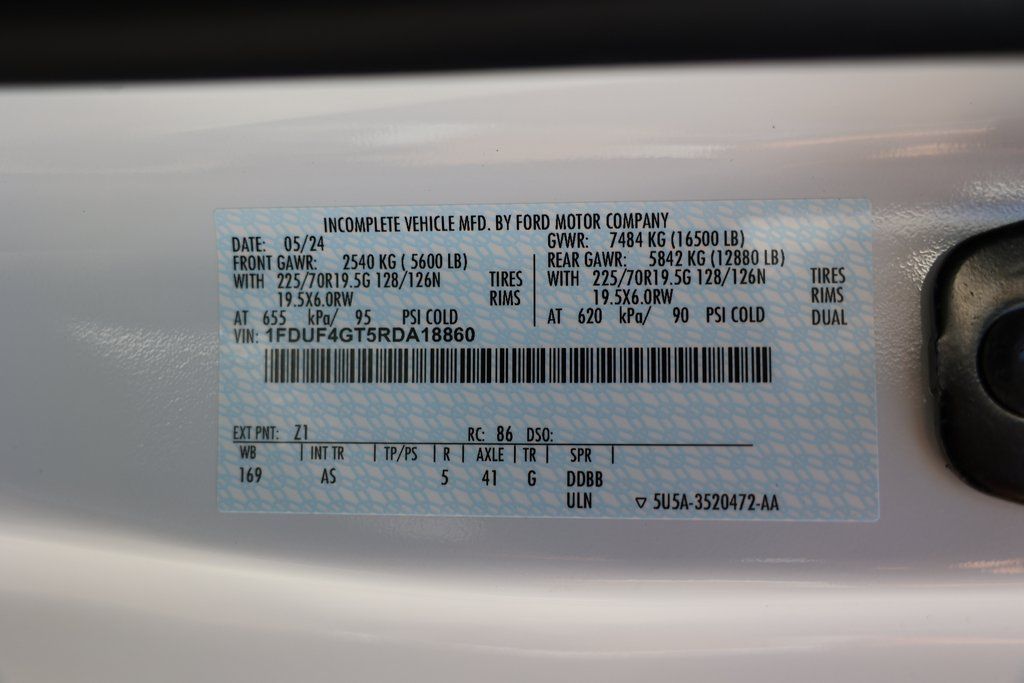 INCOMPLETE VEHICLE MFD. BY FORD MOTOR COMPANY
DATE: 05/24 GVWR: 7484 KG (16500 LB)
FRONT GAWR: 2540 KG ( 5600 LB) REAR GAWR: 5842 KG (12880 LB)
WITH 225/70R19.5G 128/126N TIRES WITH 225/70R19.5G 128/126N TIRES
19.5X6.0RW RIMS 19.5X6.0RW RIMS
AT 655 kPa/ 95 PSI COLD AT 620 kPa/ 90 PSI COLD DUAL
VIN: 1FDUF4GT5RDA18860
EXT PNT: Z1 RC: 86 DSO:
WB INT TR TP/PS R AXLE TR SPR
169 AS 5 41 G DDBB
ULN ▽ 5U5A-3520472-AA